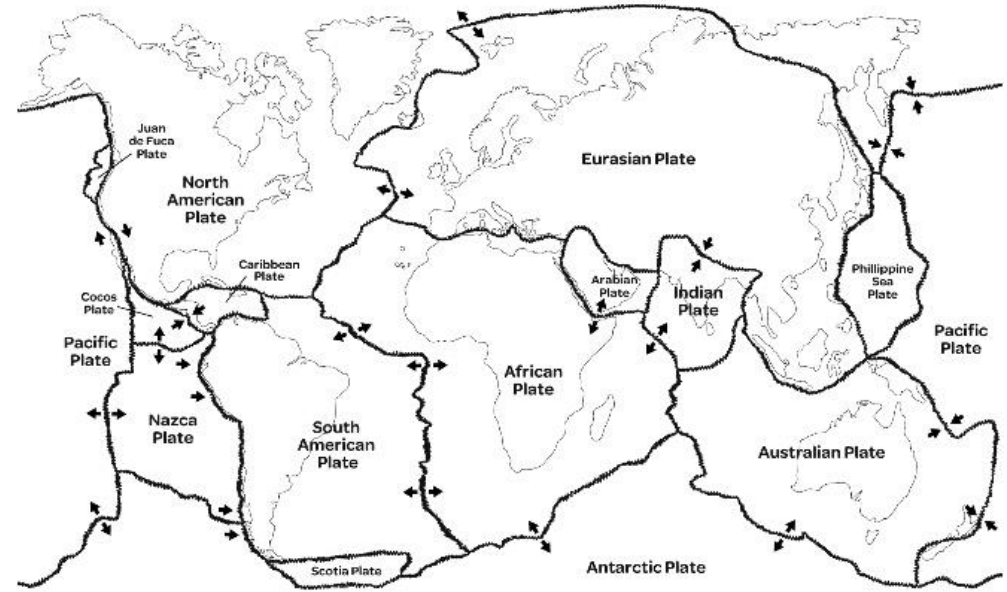 Juan
de Fuca
Plate
North
American
Plate
Eurasian Plate
Caribbean
Plate
Cocos
Plate
Arabian
Plate
Indian
Plate
Phillippine
Sea
Plate
Pacific
Plate
Pacific
Plate
African
Plate
Nazca
Plate
South
American
Plate
Australian Plate
Scotia Plate
Antarctic Plate